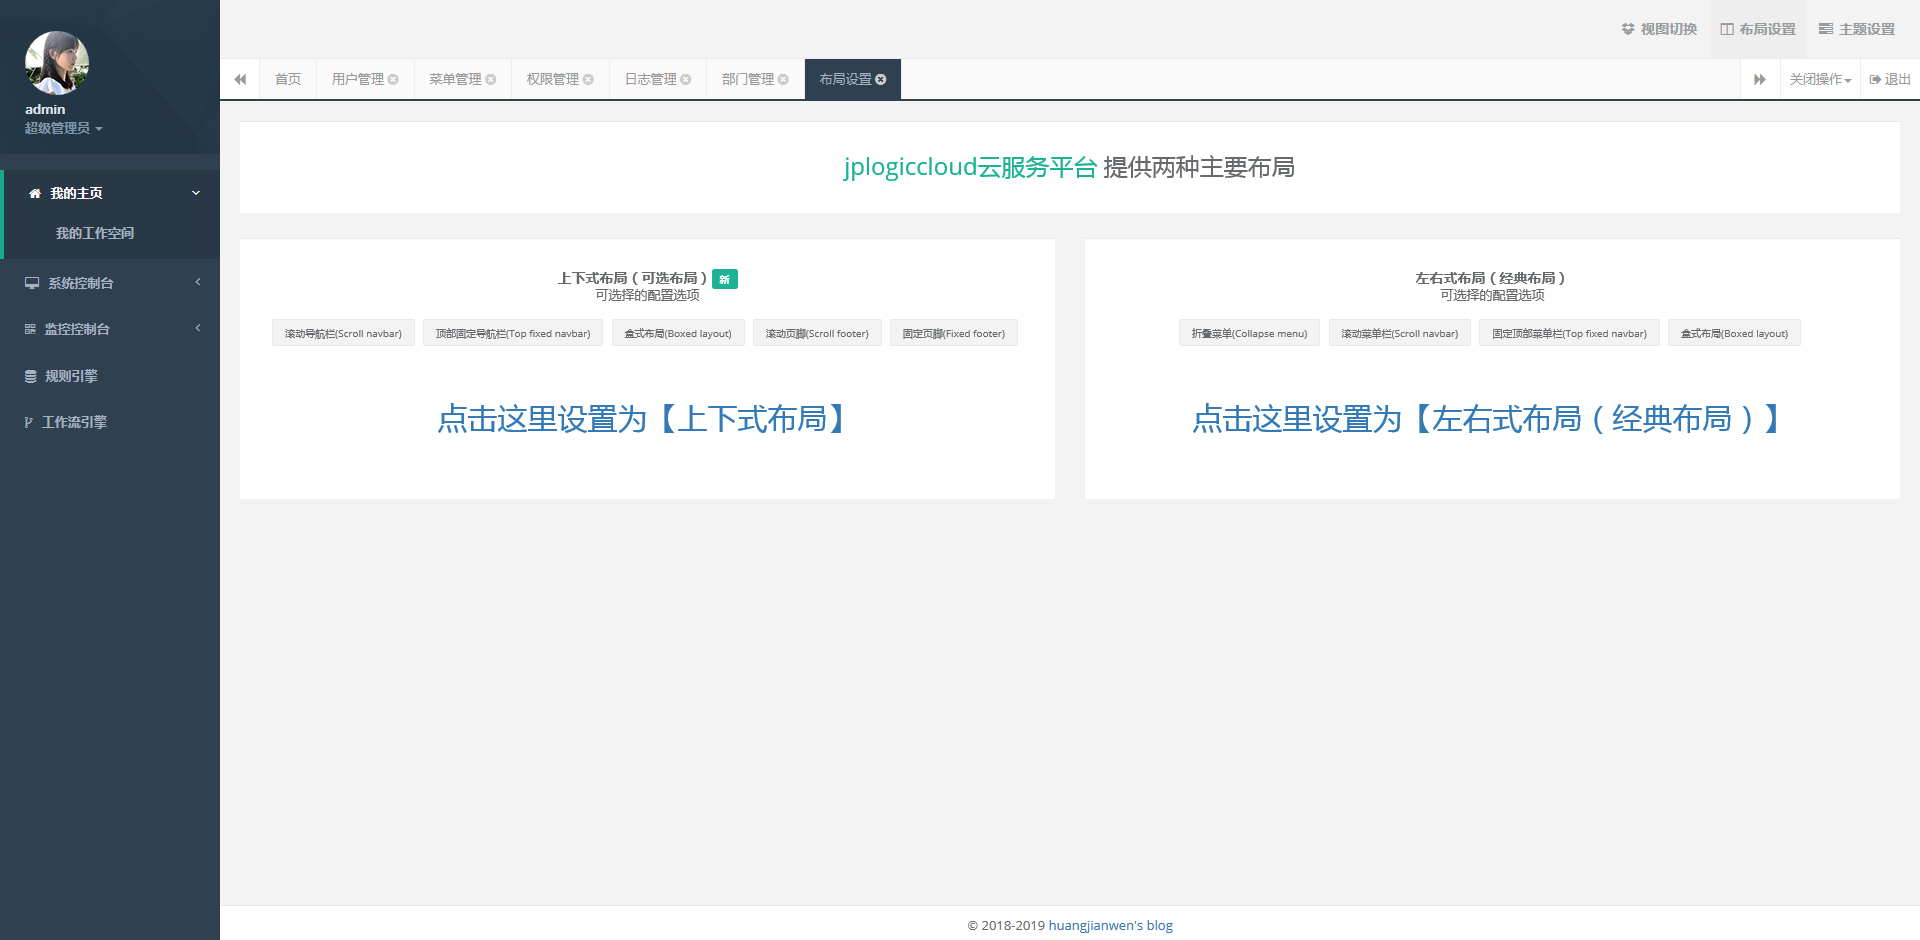 视图切换 布局设置 主题设置
admin
超级管理员
首页 用户管理 菜单管理 权限管理 日志管理 部门管理 布局设置 关闭操作 退出
我的主页
我的工作空间
系统控制台
监控控制台
规则引擎
工作流引擎
jplogiccloud云服务平台 提供两种主要布局
上下式布局（可选布局） 新
可选择的配置选项
滚动导航栏(Scroll navbar) 顶部固定导航栏(Top fixed navbar) 盒式布局(Boxed layout) 滚动页脚(Scroll footer) 固定页脚(Fixed footer)
点击这里设置为【上下式布局】
左右式布局（经典布局）
可选择的配置选项
折叠菜单(Collapse menu) 滚动菜单栏(Scroll navbar) 固定顶部菜单栏(Top fixed navbar) 盒式布局(Boxed layout)
点击这里设置为【左右式布局（经典布局）】
© 2018-2019 huangjianwen's blog